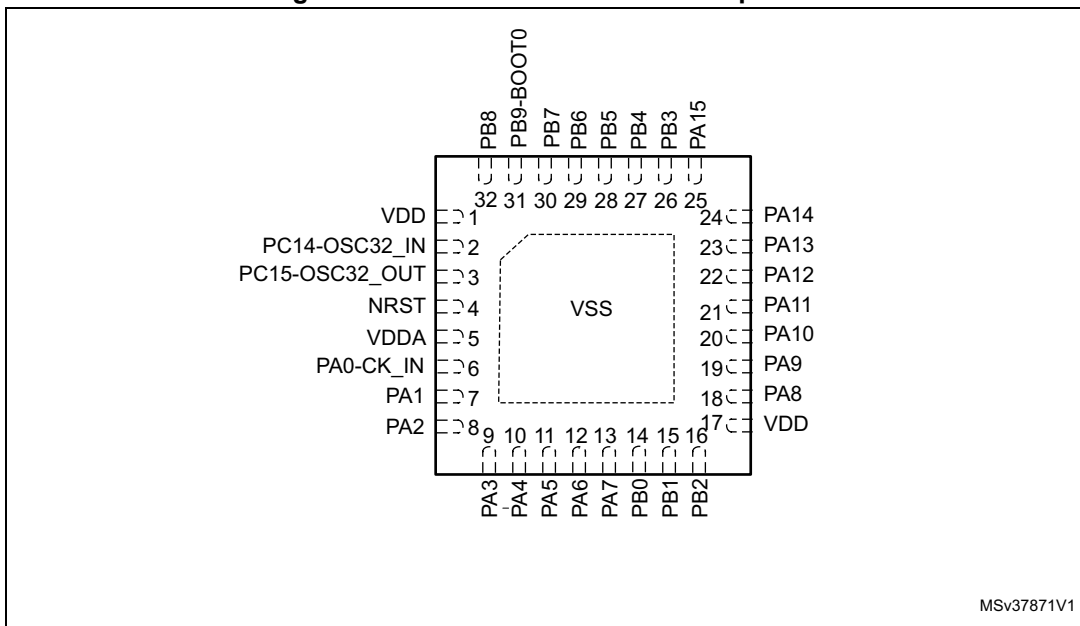 PB8
PB9-BOOT0
PB7
PB6
PB5
PB4
PB3
PA15
32 31 30 29 28 27 26 25
VDD 1
PC14-OSC32_IN 2
PC15-OSC32_OUT 3
NRST 4
VDDA 5
PA0-CK_IN 6
PA1 7
PA2 8
VSS
24 PA14
23 PA13
22 PA12
21 PA11
20 PA10
19 PA9
18 PA8
17 VDD
9 10 11 12 13 14 15 16
PA3
PA4
PA5
PA6
PA7
PB0
PB1
PB2
MSv37871V1